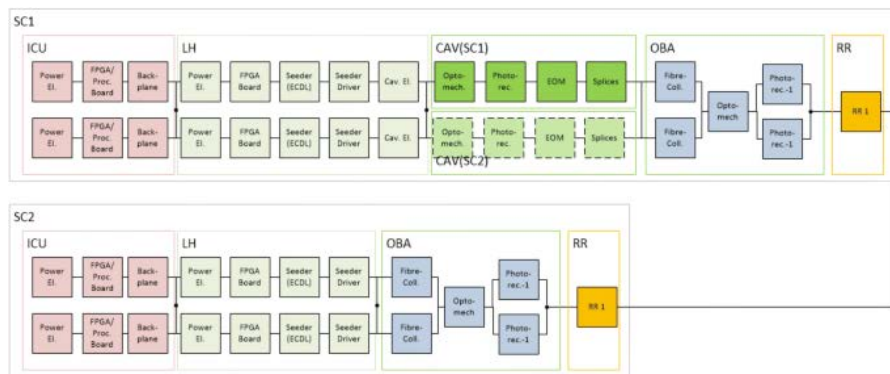 SC1
ICU
LH
CAV(SC1)
OBA
RR
Power El.
FPGA/ Proc. Board
Back- plane
Power El.
FPGA Board
Seeder (ECDL)
Seeder Driver
Cav. El.
Opto- mech.
Photo- rec.
EOM
Splices
Fibre- Coll.
Optomech
Photo- rec.-1
RR 1
Power El.
FPGA/ Proc. Board
Back- plane
Power El.
FPGA Board
Seeder (ECDL)
Seeder Driver
Cav. El.
Opto- mech.
Photo- rec.
EOM
Splices
Fibre- Coll.
Photo- rec.-1
CAV(SC2)
SC2
ICU
LH
OBA
RR
Power El.
FPGA/ Proc. Board
Back- plane
Power El.
FPGA Board
Seeder (ECDL)
Seeder Driver
Fibre- Coll.
Opto- mech
Photo- rec.-1
RR 1
Power El.
FPGA/ Proc. Board
Back- plane
Power El.
FPGA Board
Seeder (ECDL)
Seeder Driver
Fibre- Coll.
Photo- rec.-1